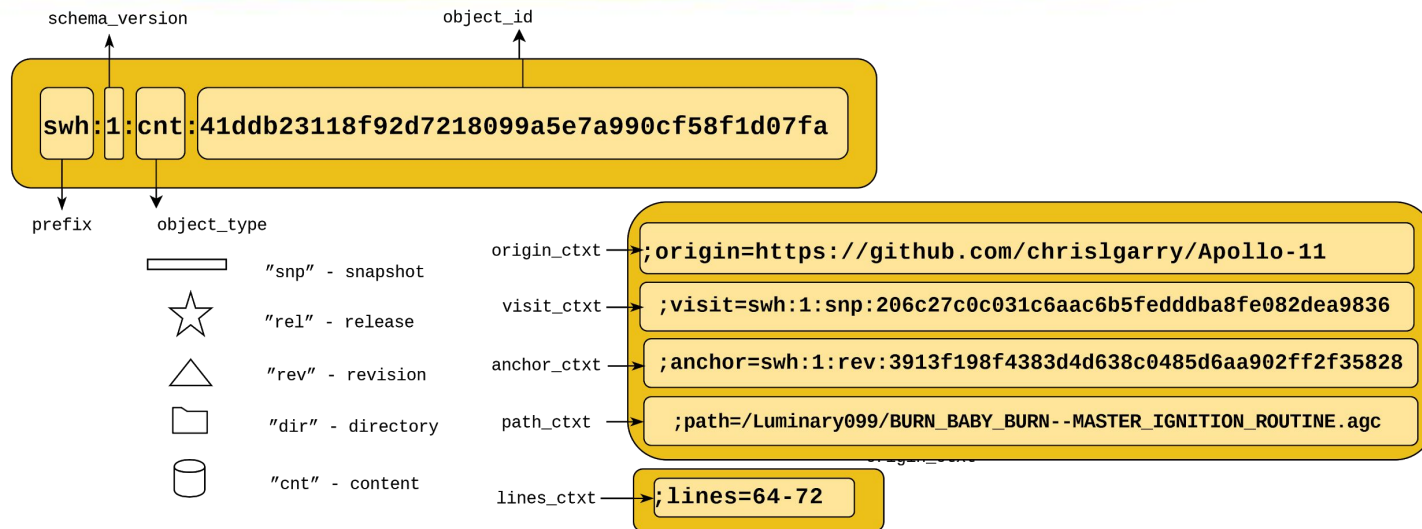 schema_version
object_id
swh:1:cnt:41ddb23118f92d7218099a5e7a990cf58f1d07fa
prefix
object_type
”snp” - snapshot
”rel” - release
”rev” - revision
”dir” - directory
”cnt” - content
origin_ctxt
;origin=https://github.com/chrislgarry/Apollo-11
visit_ctxt
;visit=swh:1:snp:206c27c0c031c6aac6b5fedddba8fe082dea9836
anchor_ctxt
;anchor=swh:1:rev:3913f198f4383d4d638c0485d6aa902ff2f35828
path_ctxt
;path=/Luminary099/BURN_BABY_BURN--MASTER_IGNITION_ROUTINE.agc
lines_ctxt
;lines=64-72